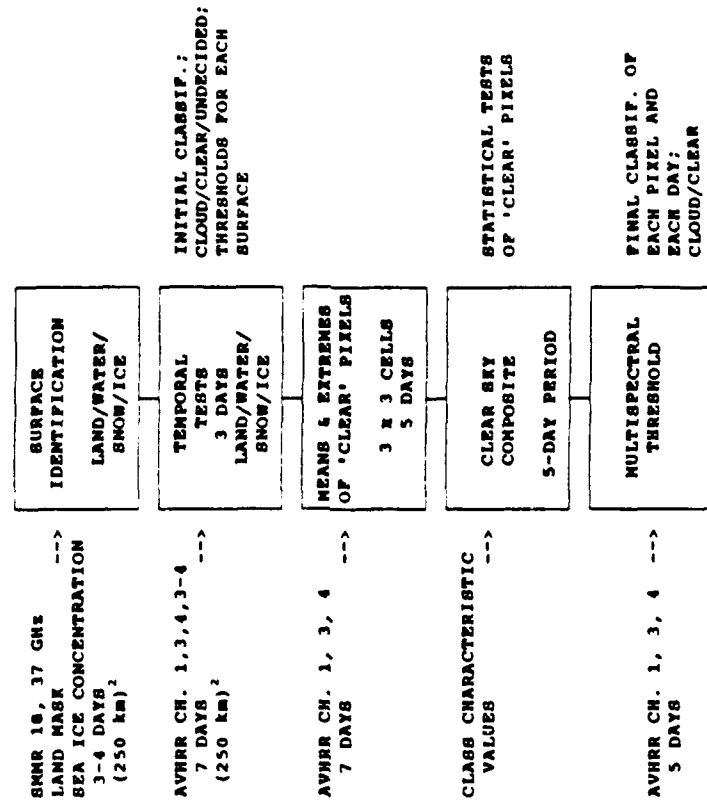 SMMR 18, 37 GHz
LAND MASK -->
SEA ICE CONCENTRATION
3-4 DAYS
(250 km)²
SURFACE
IDENTIFICATION
LAND/WATER/
SNOW/ICE
AVHRR CH. 1,3,4,3-4
7 DAYS -->
(250 km)²
TEMPORAL
TESTS
3 DAYS
LAND/WATER/
SNOW/ICE
INITIAL CLASSIF.;
CLOUD/CLEAR/UNDECIDED;
THRESHOLDS FOR EACH
SURFACE
AVHRR CH. 1, 3, 4 -->
7 DAYS
MEANS & EXTREMES
OF 'CLEAR' PIXELS
3 X 3 CELLS
5 DAYS
CLASS CHARACTERISTIC
VALUES -->
CLEAR SKY
COMPOSITE
5-DAY PERIOD
STATISTICAL TESTS
OF 'CLEAR' PIXELS
AVHRR CH. 1, 3, 4 -->
5 DAYS
MULTISPECTRAL
THRESHOLD
FINAL CLASSIF. OF
EACH PIXEL AND
EACH DAY;
CLOUD/CLEAR